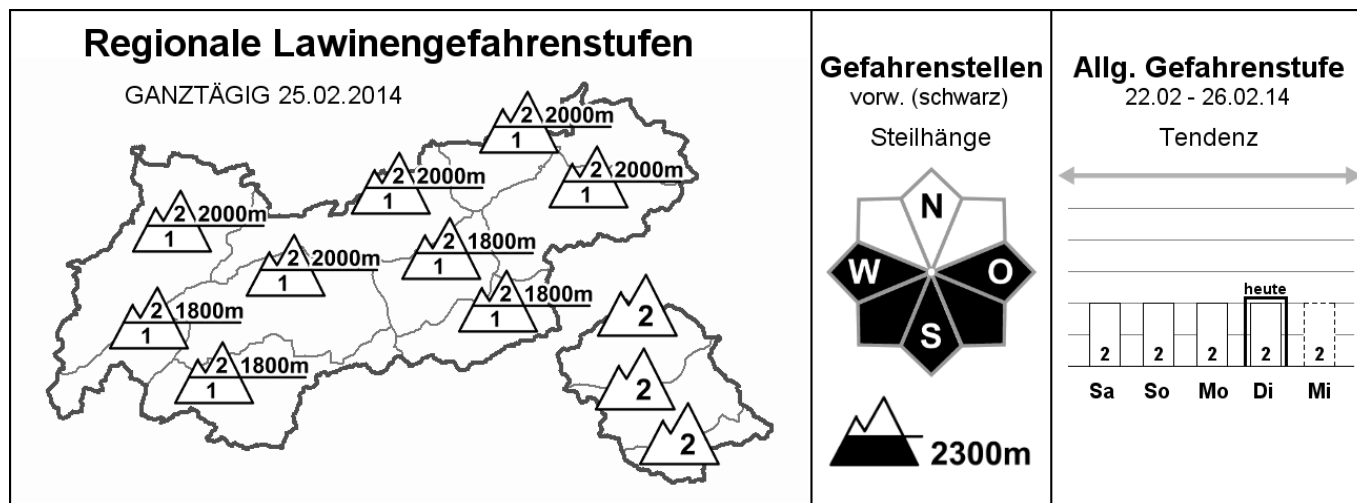 Regionale Lawinengefahrenstufen
GANZTÄGIG 25.02.2014
2 2000m
1
2 2000m
1
2 2000m
1
2 2000m
1
2 1800m
1
2 2000m
1
2 1800m
1
2 1800m
1
2 1800m
1
2
2
2
Gefahrenstellen
vorw. (schwarz)
Steilhänge
N
W O
S
2300m
Allg. Gefahrenstufe
22.02 - 26.02.14
Tendenz
heute
2 2 2 2 2
Sa So Mo Di Mi